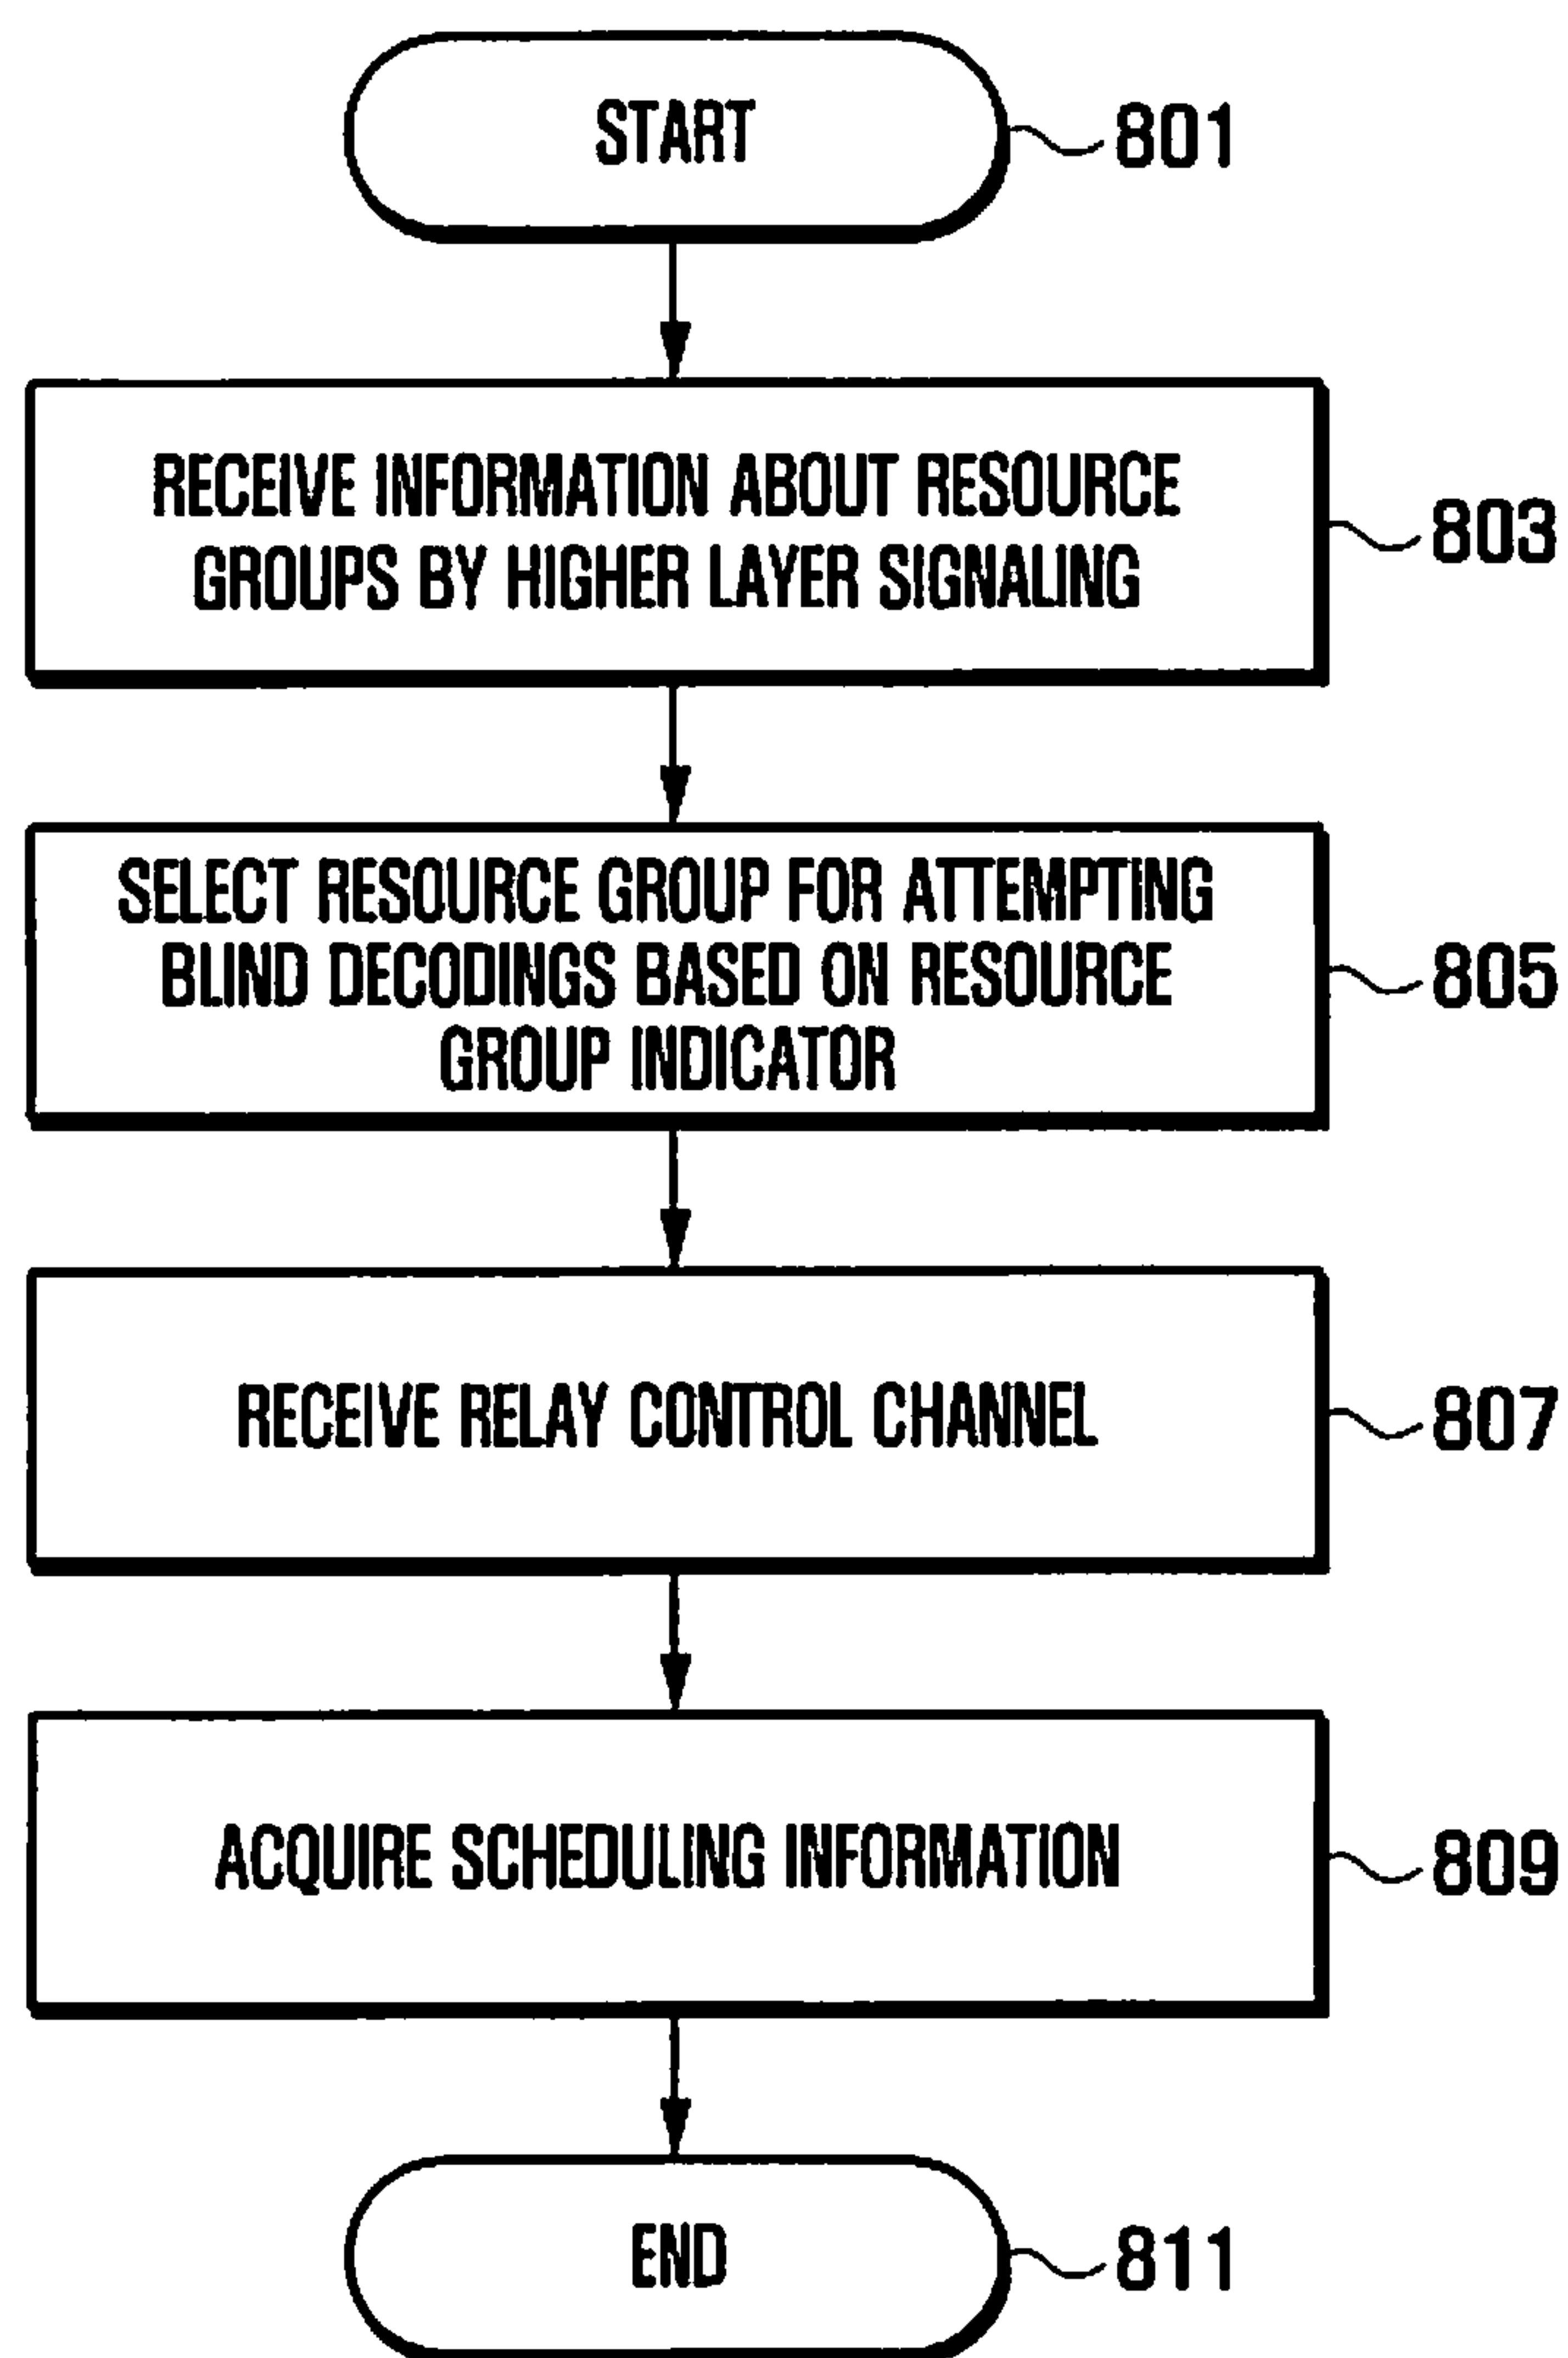 START
801
RECEIVE INFORMATION ABOUT RESOURCE
GROUPS BY HIGHER LAYER SIGNALING
803
SELECT RESOURCE GROUP FOR ATTEMPTING
BLIND DECODINGS BASED ON RESOURCE
GROUP INDICATOR
805
RECEIVE RELAY CONTROL CHANNEL
807
ACQUIRE SCHEDULING INFORMATION
809
END
811